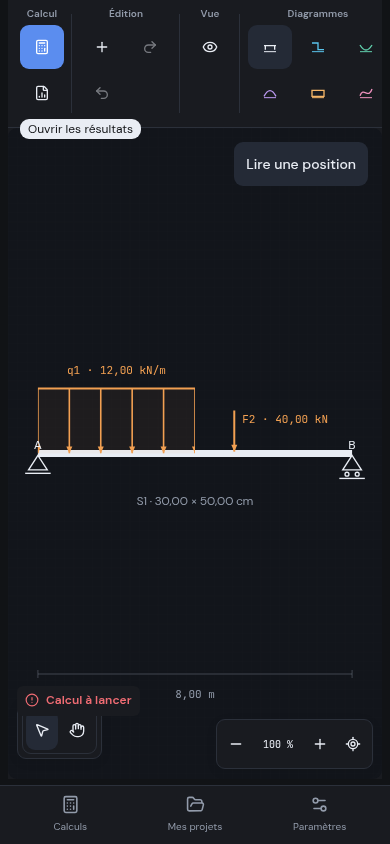 Calcul
Édition
Vue
Diagrammes
Ouvrir les résultats
Lire une position
q1 · 12,00 kN/m
F2 · 40,00 kN
A
B
S1 · 30,00 × 50,00 cm
8,00 m
Calcul à lancer
100 %
Calculs
Mes projets
Paramètres